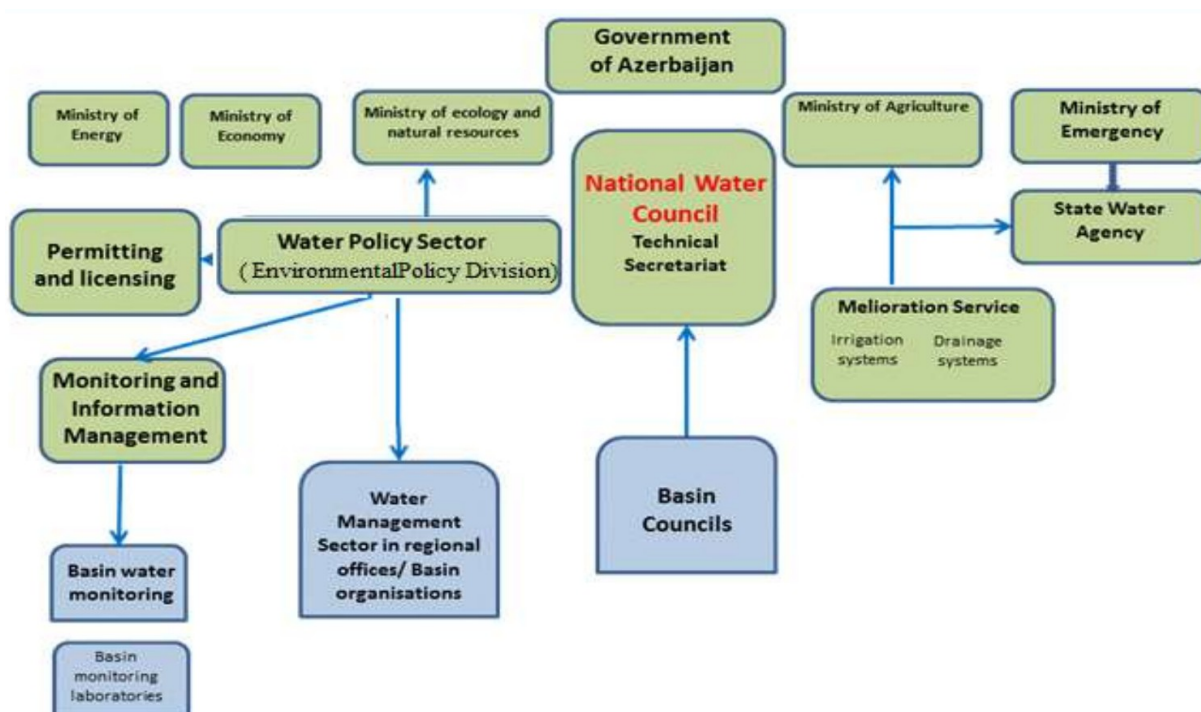 Government
of Azerbaijan
Ministry of
Energy
Ministry of
Economy
Ministry of ecology and
natural resources
Ministry of Agriculture
Ministry of
Emergency
National Water
Council
Technical
Secretariat
State Water
Agency
Permitting
and licensing
Water Policy Sector
( EnvironmentalPolicy Division)
Melioration Service
Irrigation
systems
Drainage
systems
Monitoring and
Information
Management
Water
Management
Sector in regional
offices/ Basin
organisations
Basin
Councils
Basin water
monitoring
Basin
monitoring
laboratories